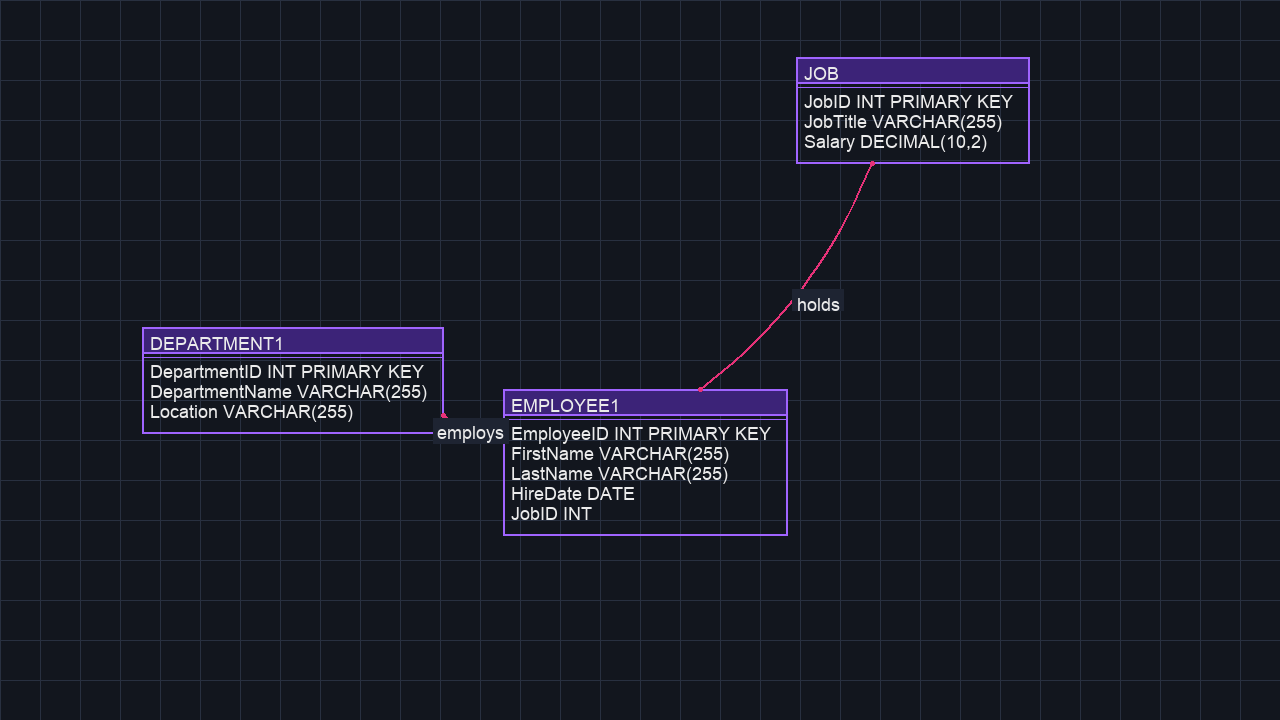 JOB
JobID INT PRIMARY KEY
JobTitle VARCHAR(255)
Salary DECIMAL(10,2)
holds
DEPARTMENT1
DepartmentID INT PRIMARY KEY
DepartmentName VARCHAR(255)
Location VARCHAR(255)
employs
EMPLOYEE1
EmployeeID INT PRIMARY KEY
FirstName VARCHAR(255)
LastName VARCHAR(255)
HireDate DATE
JobID INT